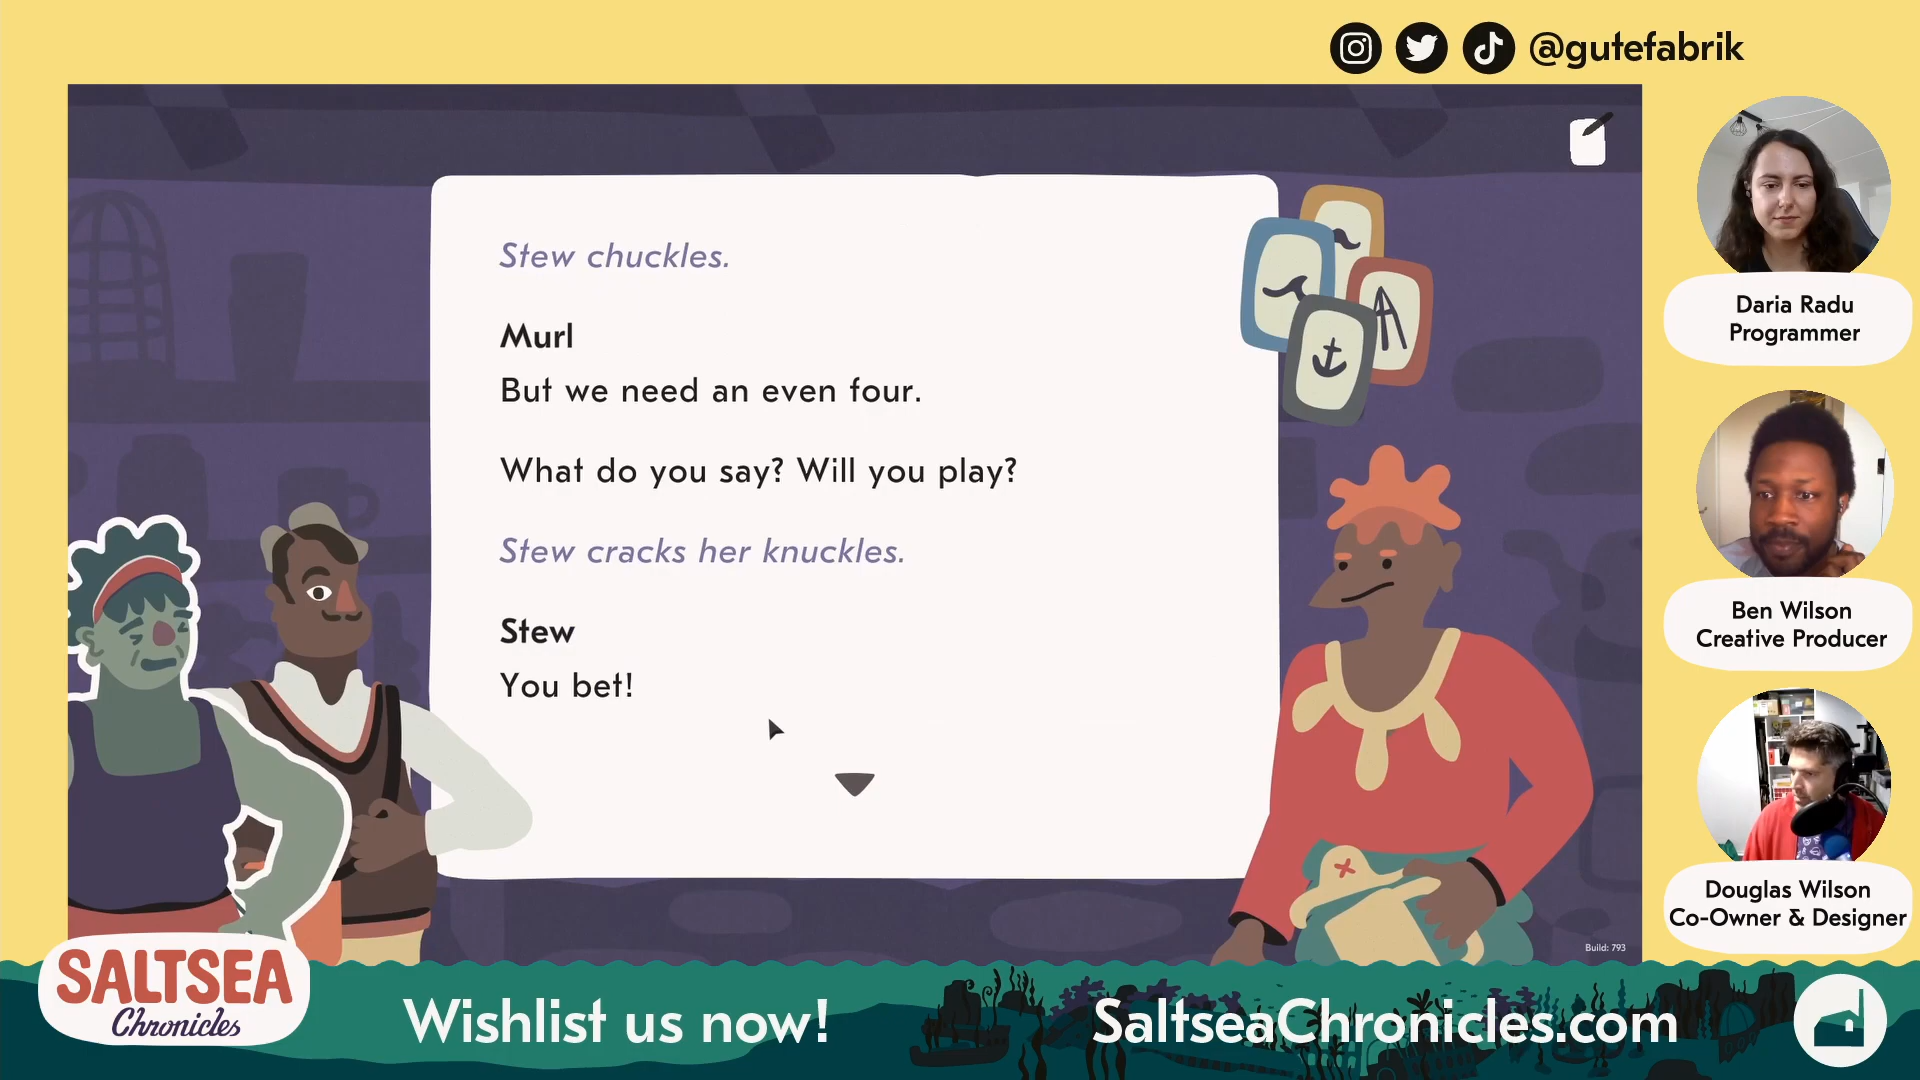 @gutefabrik
Stew chuckles.
Murl
But we need an even four.
What do you say? Will you play?
Stew cracks her knuckles.
Stew
You bet!
Build: 793
Daria Radu
Programmer
Ben Wilson
Creative Producer
Douglas Wilson
Co-Owner & Designer
SALTSEA
Chronicles
Wishlist us now!
SaltseaChronicles.com